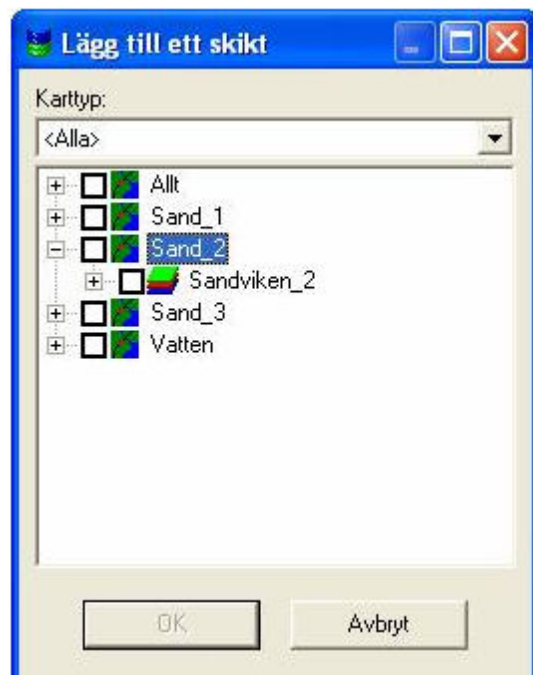 Lägg till ett skikt
Karttyp:
<Alla>
Allt
Sand_1
Sand_2
Sandviken_2
Sand_3
Vatten
OK
Avbryt